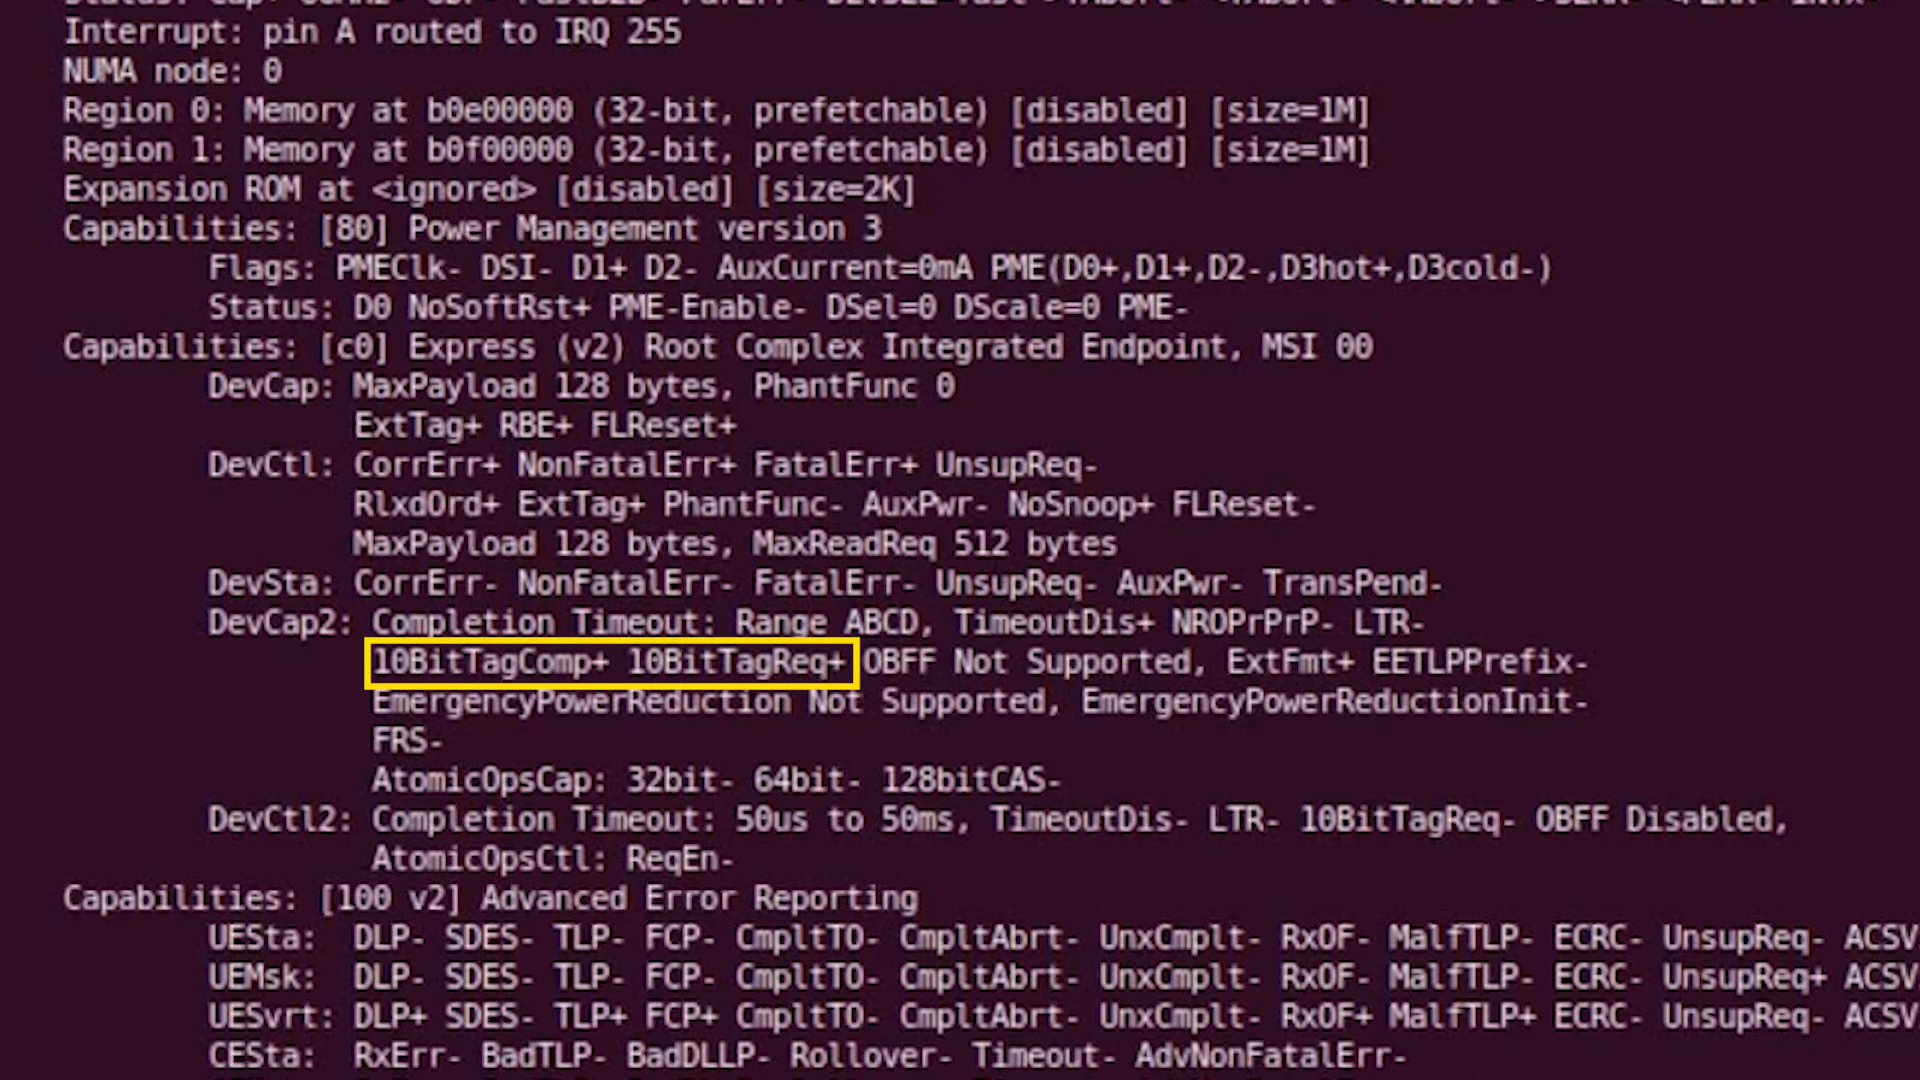 Interrupt: pin A routed to IRQ 255
NUMA node: 0
Region 0: Memory at b0e00000 (32-bit, prefetchable) [disabled] [size=1M]
Region 1: Memory at b0f00000 (32-bit, prefetchable) [disabled] [size=1M]
Expansion ROM at <ignored> [disabled] [size=2K]
Capabilities: [80] Power Management version 3
Flags: PMEClk- DSI- D1+ D2- AuxCurrent=0mA PME(D0+,D1+,D2-,D3hot+,D3cold-)
Status: D0 NoSoftRst+ PME-Enable- DSel=0 DScale=0 PME-
Capabilities: [c0] Express (v2) Root Complex Integrated Endpoint, MSI 00
DevCap: MaxPayload 128 bytes, PhantFunc 0
ExtTag+ RBE+ FLReset+
DevCtl: CorrErr+ NonFatalErr+ FatalErr+ UnsupReq-
RlxdOrd+ ExtTag+ PhantFunc- AuxPwr- NoSnoop+ FLReset-
MaxPayload 128 bytes, MaxReadReq 512 bytes
DevSta: CorrErr- NonFatalErr- FatalErr- UnsupReq- AuxPwr- TransPend-
DevCap2: Completion Timeout: Range ABCD, TimeoutDis+ NROPrPrP- LTR-
10BitTagComp+ 10BitTagReq+ OBFF Not Supported, ExtFmt+ EETLPPrefix-
EmergencyPowerReduction Not Supported, EmergencyPowerReductionInit-
FRS-
AtomicOpsCap: 32bit- 64bit- 128bitCAS-
DevCtl2: Completion Timeout: 50us to 50ms, TimeoutDis- LTR- 10BitTagReq- OBFF Disabled,
AtomicOpsCtl: ReqEn-
Capabilities: [100 v2] Advanced Error Reporting
UESta: DLP- SDES- TLP- FCP- CmpltTO- CmpltAbrt- UnxCmplt- RxOF- MalfTLP- ECRC- UnsupReq- ACSV
UEMsk: DLP- SDES- TLP- FCP- CmpltTO- CmpltAbrt- UnxCmplt- RxOF- MalfTLP- ECRC- UnsupReq+ ACSV
UESvrt: DLP+ SDES- TLP+ FCP+ CmpltTO- CmpltAbrt- UnxCmplt- RxOF+ MalfTLP+ ECRC- UnsupReq- ACSV
CESta: RxErr- BadTLP- BadDLLP- Rollover- Timeout- AdvNonFatalErr-